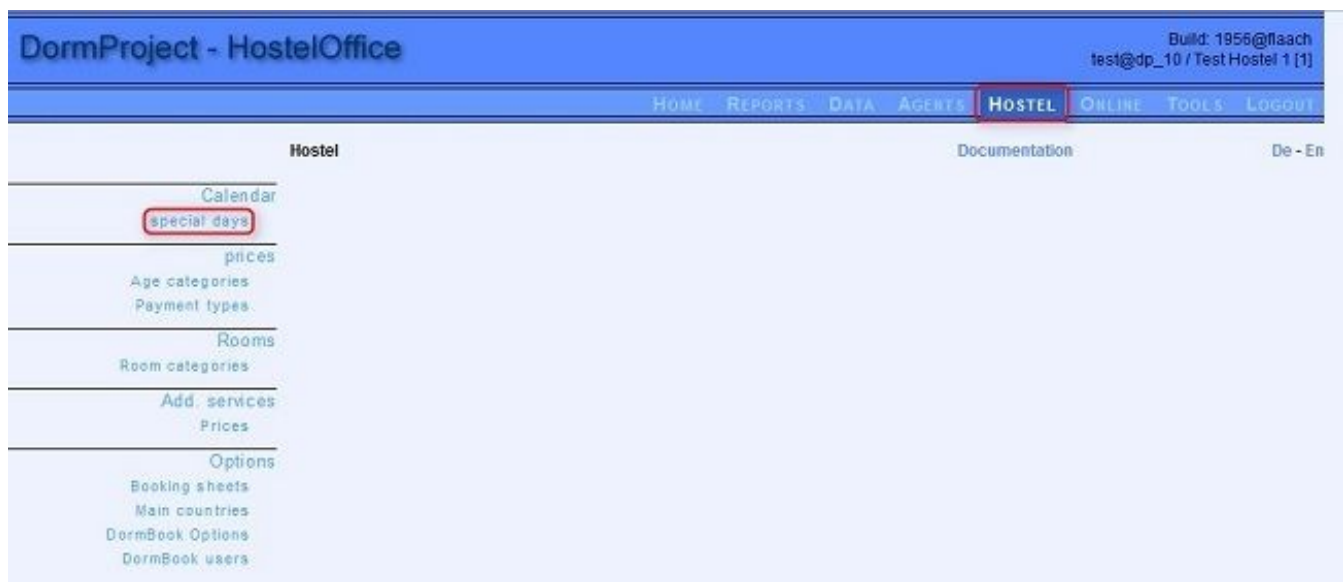 DormProject - HostelOffice
Build: 1956@flaach
test@dp_10 / Test Hostel 1 [1]
HOME REPORTS DATA AGENTS HOSTEL ONLINE TOOLS LOGOUT
Hostel Documentation De - En
Calendar
special days
prices
Age categories
Payment types
Rooms
Room categories
Add. services
Prices
Options
Booking sheets
Main countries
DormBook Options
DormBook users